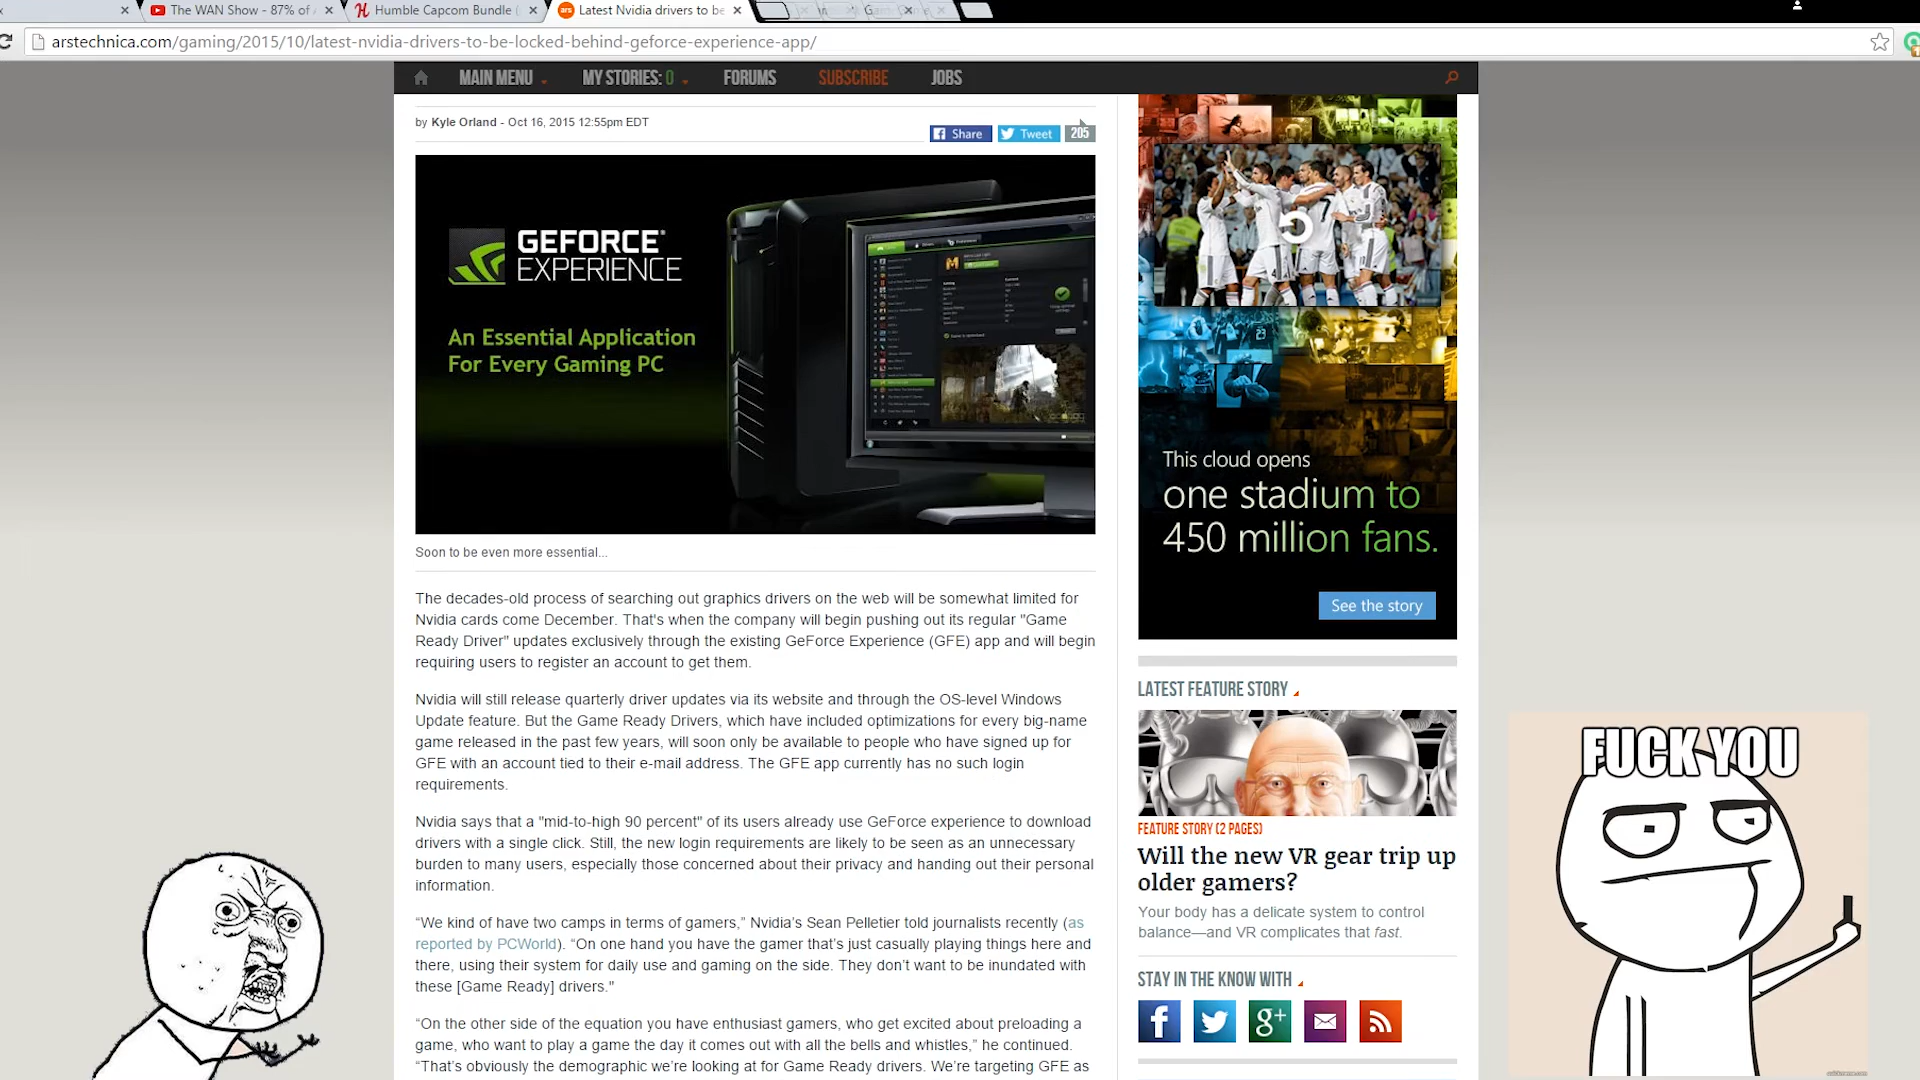 The WAN Show - 87% of
Humble Capcom Bundle
Latest Nvidia drivers to be
arstechnica.com/gaming/2015/10/latest-nvidia-drivers-to-be-locked-behind-geforce-experience-app/
MAIN MENU
MY STORIES: 0
FORUMS
SUBSCRIBE
JOBS
by Kyle Orland - Oct 16, 2015 12:55pm EDT
Share
Tweet
205
GEFORCE
EXPERIENCE
An Essential Application
For Every Gaming PC
Soon to be even more essential...
The decades-old process of searching out graphics drivers on the web will be somewhat limited for
Nvidia cards come December. That's when the company will begin pushing out its regular "Game
Ready Driver" updates exclusively through the existing GeForce Experience (GFE) app and will begin
requiring users to register an account to get them.
Nvidia will still release quarterly driver updates via its website and through the OS-level Windows
Update feature. But the Game Ready Drivers, which have included optimizations for every big-name
game released in the past few years, will soon only be available to people who have signed up for
GFE with an account tied to their e-mail address. The GFE app currently has no such login
requirements.
Nvidia says that a "mid-to-high 90 percent" of its users already use GeForce experience to download
drivers with a single click. Still, the new login requirements are likely to be seen as an unnecessary
burden to many users, especially those concerned about their privacy and handing out their personal
information.
“We kind of have two camps in terms of gamers,” Nvidia’s Sean Pelletier told journalists recently (as
reported by PCWorld). “On one hand you have the gamer that’s just casually playing things here and
there, using their system for daily use and gaming on the side. They don’t want to be inundated with
these [Game Ready] drivers."
“On the other side of the equation you have enthusiast gamers, who get excited about preloading a
game, who want to play a game the day it comes out with all the bells and whistles,” he continued.
“That’s obviously the demographic we’re looking at for Game Ready drivers. We’re targeting GFE as
This cloud opens
one stadium to
450 million fans.
See the story
LATEST FEATURE STORY
FEATURE STORY (2 PAGES)
Will the new VR gear trip up
older gamers?
Your body has a delicate system to control
balance—and VR complicates that fast.
STAY IN THE KNOW WITH
FUCK YOU